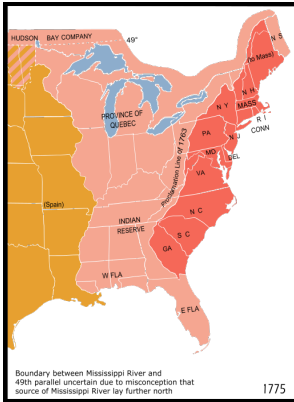 HUDSON BAY COMPANY
49°
N S
(to Mass)
PROVINCE OF
QUEBEC
N H
N Y
MASS
R I
CONN
Proclamation Line of 1763
PA
N J
MD
DEL
VA
(Spain)
INDIAN
RESERVE
N C
S C
GA
W FLA
E FLA
Boundary between Mississippi River and
49th parallel uncertain due to misconception that
source of Mississippi River lay further north
1775